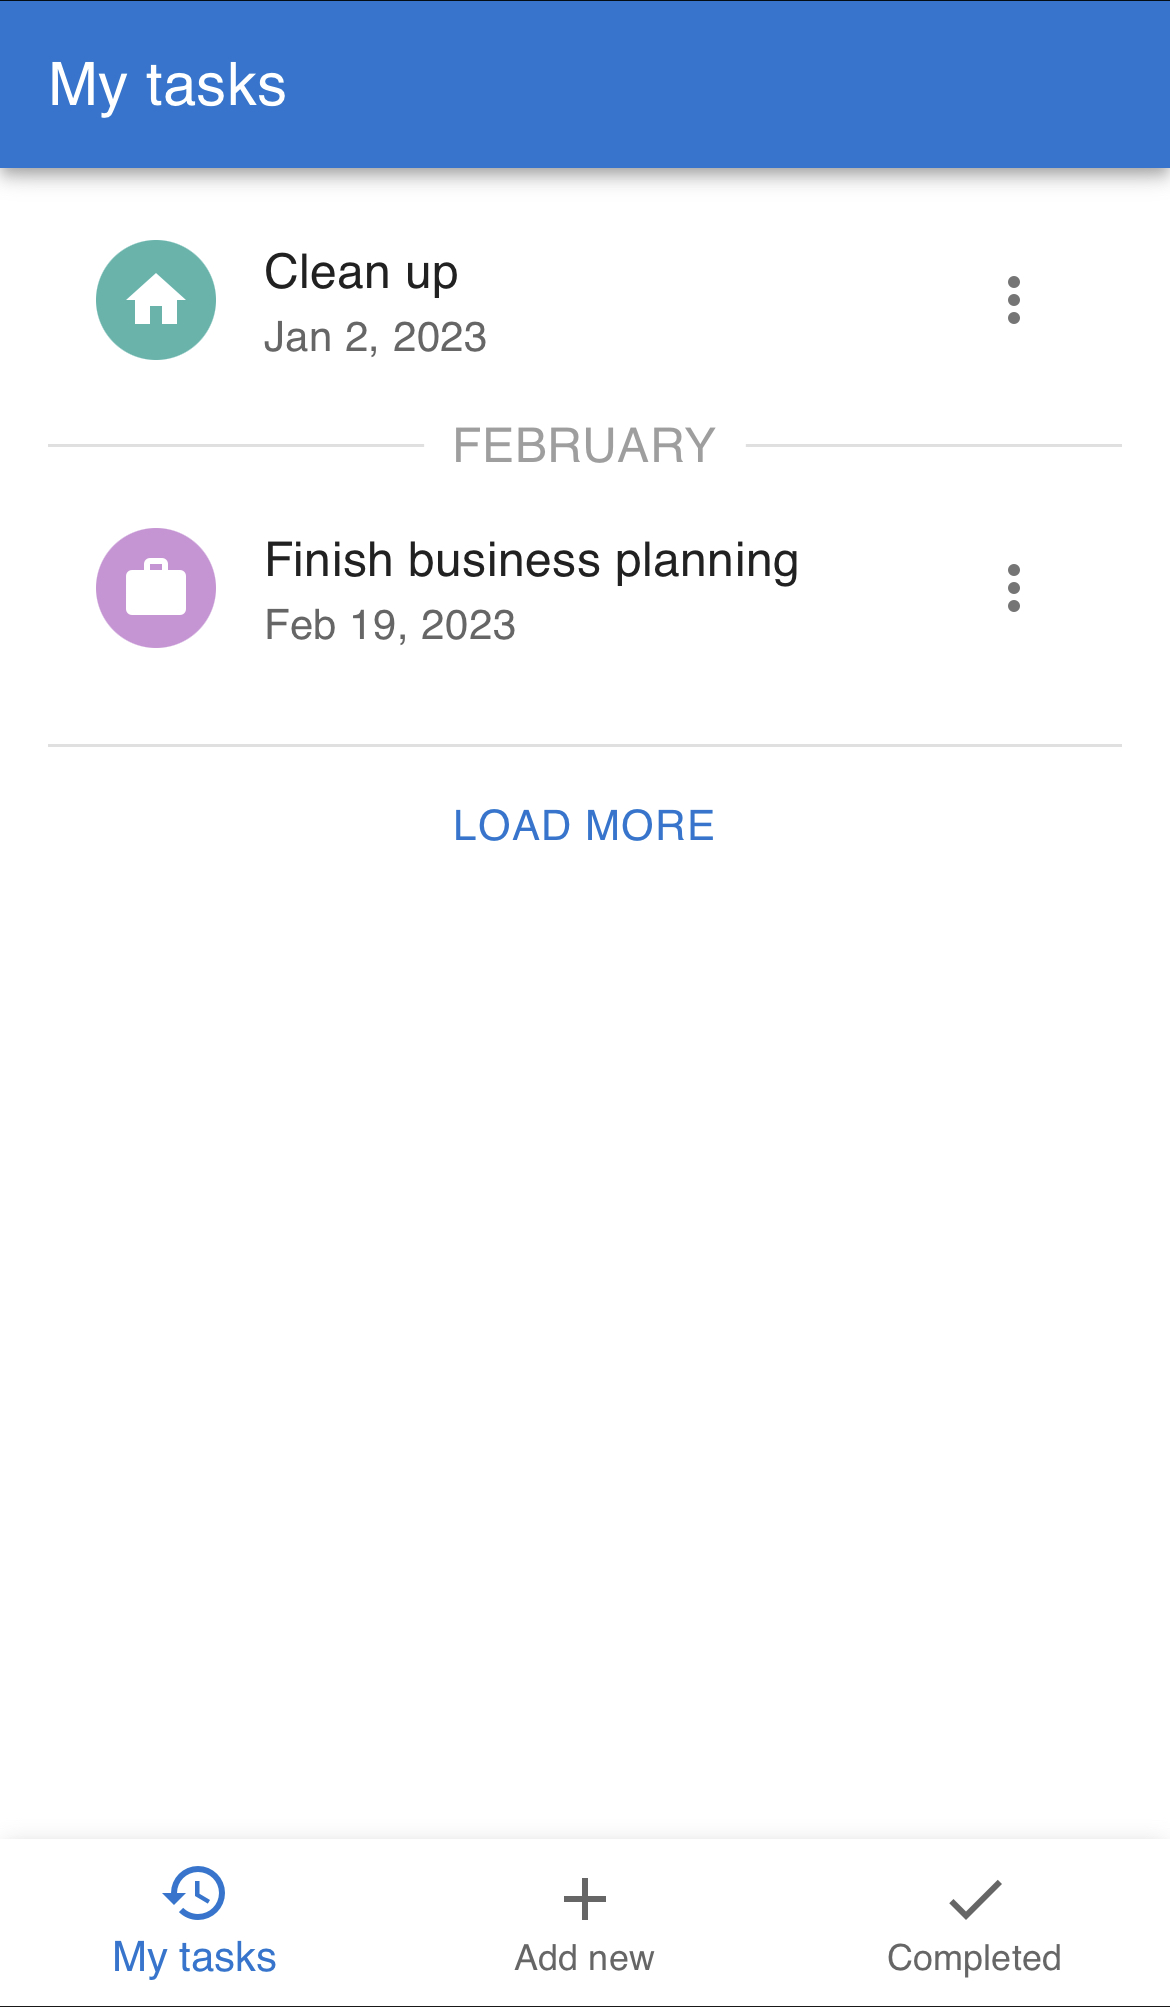 My tasks
Clean up
Jan 2, 2023
FEBRUARY
Finish business planning
Feb 19, 2023
LOAD MORE
My tasks
Add new
Completed